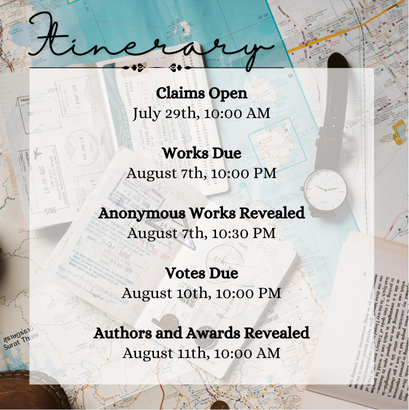 Itinerary
Claims Open
July 29th, 10:00 AM
Works Due
August 7th, 10:00 PM
Anonymous Works Revealed
August 7th, 10:30 PM
Votes Due
August 10th, 10:00 PM
Authors and Awards Revealed
August 11th, 10:00 AM
Surat Thani